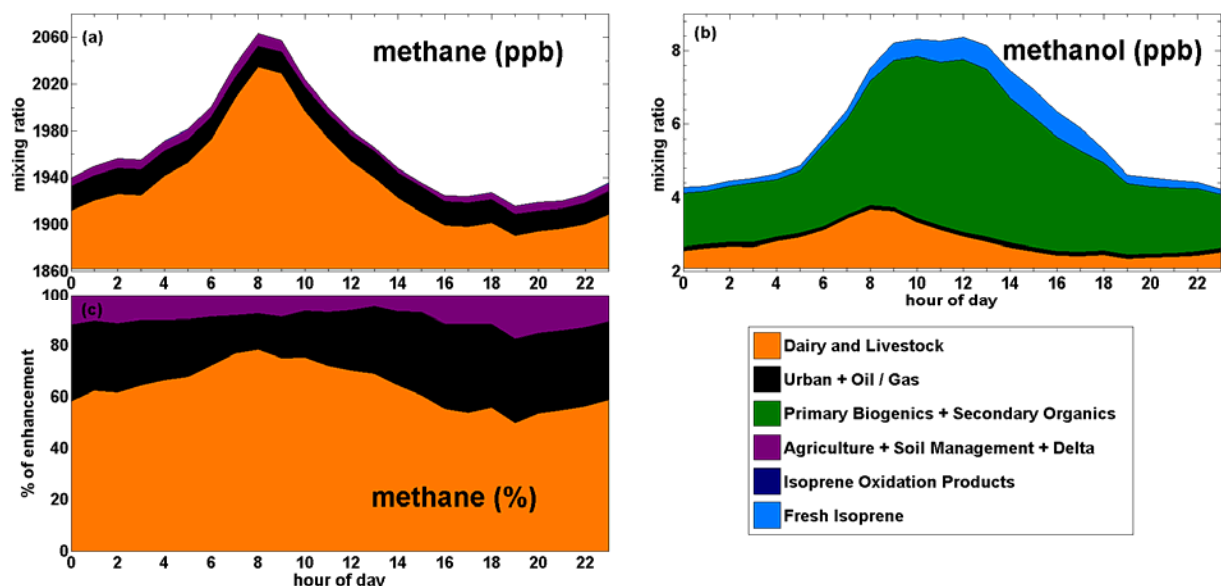 (a)
methane (ppb)
mixing ratio
2060
2020
1980
1940
1900
1860
0 2 4 6 8 10 12 14 16 18 20 22
(b)
methanol (ppb)
mixing ratio
8
6
4
2
0 2 4 6 8 10 12 14 16 18 20 22
hour of day
(c)
methane (%)
% of enhancement
100
80
60
40
20
0
0 2 4 6 8 10 12 14 16 18 20 22
hour of day
Dairy and Livestock
Urban + Oil / Gas
Primary Biogenics + Secondary Organics
Agriculture + Soil Management + Delta
Isoprene Oxidation Products
Fresh Isoprene